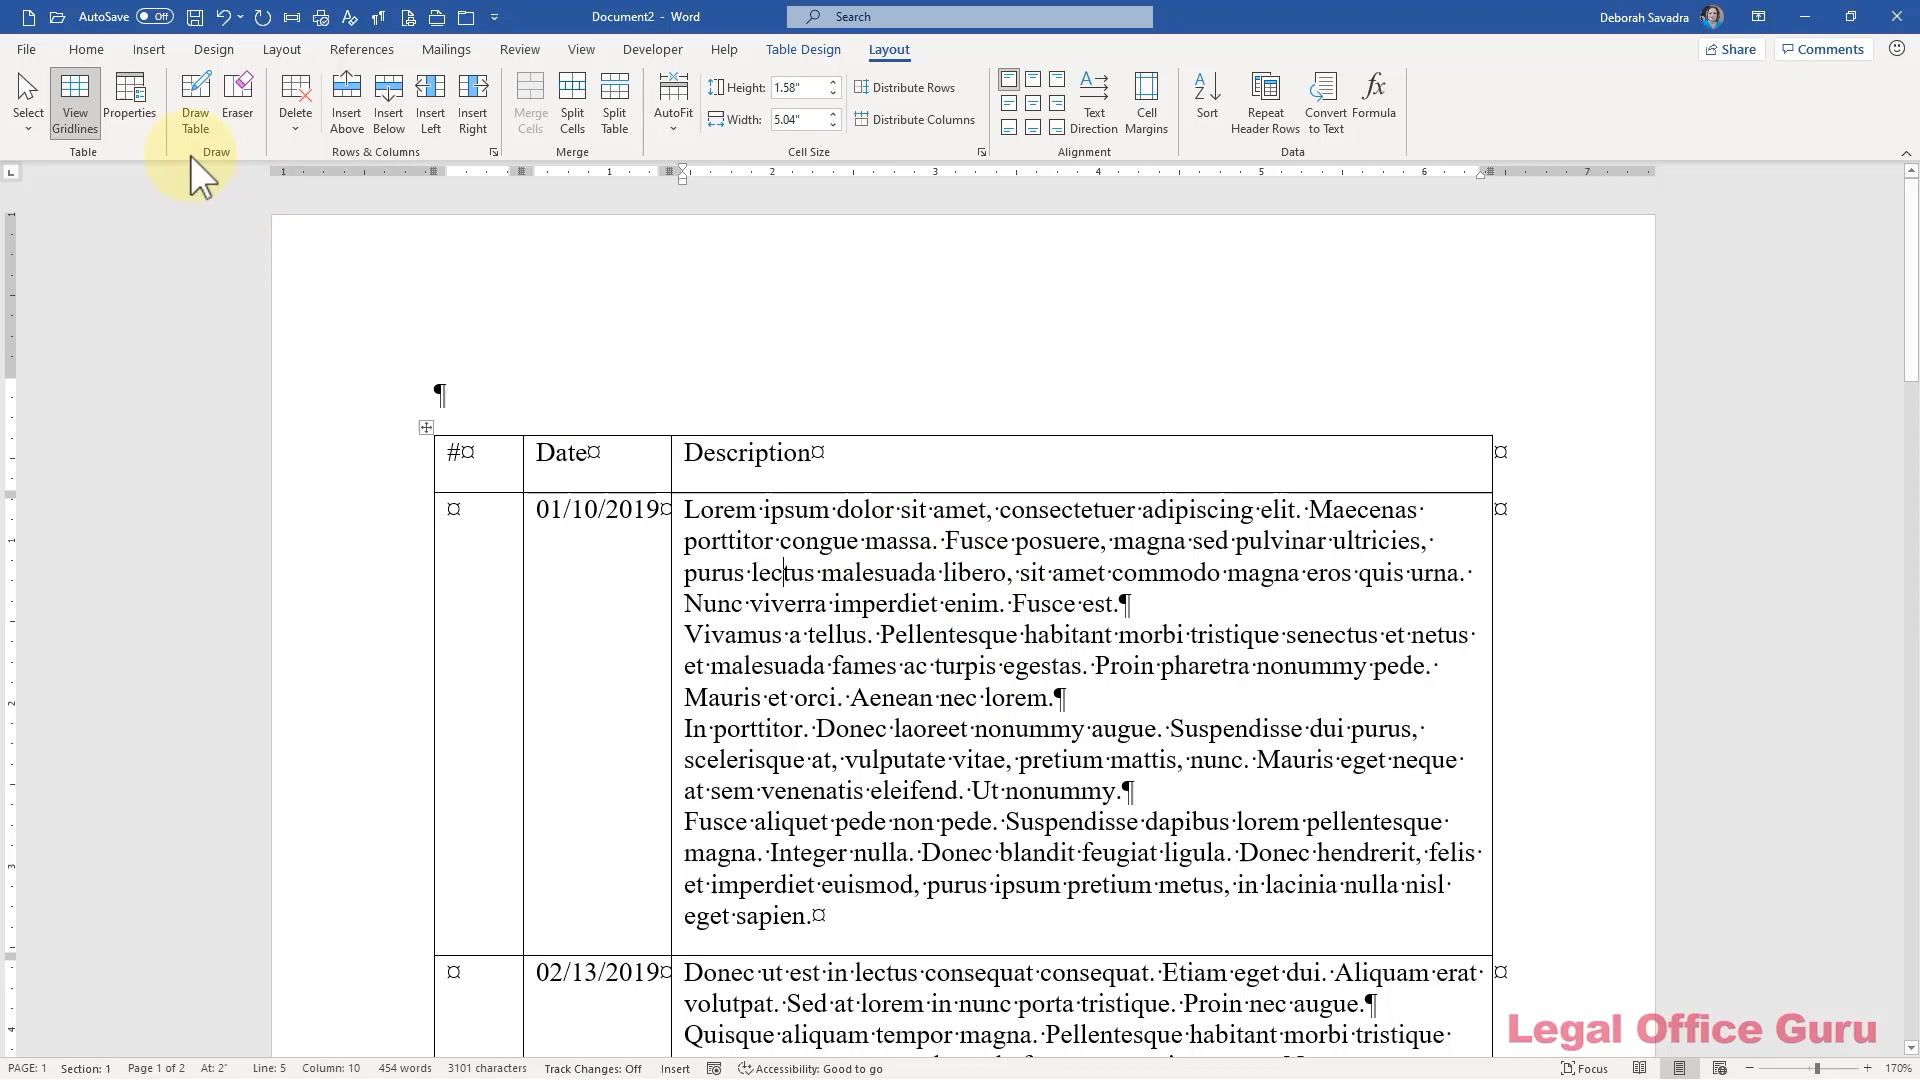 AutoSave Off Document2 - Word Search Deborah Savadra
File Home Insert Design Layout References Mailings Review View Developer Help Table Design Layout Share Comments
Select View Gridlines Properties Draw Table Eraser Delete Insert Above Insert Below Insert Left Insert Right Merge Cells Split Cells Split Table AutoFit Height: 1.58" Width: 5.04" Distribute Rows Distribute Columns Text Direction Cell Margins Sort Repeat Header Rows Convert to Text Formula
Table Draw Rows & Columns Merge Cell Size Alignment Data
1 1 2 3 4 5 6 7
¶
#¤ Date¤ Description¤ ¤
¤ 01/10/2019¤ Lorem·ipsum·dolor·sit·amet,·consectetuer·adipiscing·elit.·Maecenas· ¤
porttitor·congue·massa.·Fusce·posuere,·magna·sed·pulvinar·ultricies,·
purus·lectus·malesuada·libero,·sit·amet·commodo·magna·eros·quis·urna.·
Nunc·viverra·imperdiet·enim.·Fusce·est.¶
Vivamus·a·tellus.·Pellentesque·habitant·morbi·tristique·senectus·et·netus·
et·malesuada·fames·ac·turpis·egestas.·Proin·pharetra·nonummy·pede.·
Mauris·et·orci.·Aenean·nec·lorem.¶
In·porttitor.·Donec·laoreet·nonummy·augue.·Suspendisse·dui·purus,·
scelerisque·at,·vulputate·vitae,·pretium·mattis,·nunc.·Mauris·eget·neque·
at·sem·venenatis·eleifend.·Ut·nonummy.¶
Fusce·aliquet·pede·non·pede.·Suspendisse·dapibus·lorem·pellentesque·
magna.·Integer·nulla.·Donec·blandit·feugiat·ligula.·Donec·hendrerit,·felis·
et·imperdiet·euismod,·purus·ipsum·pretium·metus,·in·lacinia·nulla·nisl·
eget·sapien.¤
¤ 02/13/2019¤ Donec·ut·est·in·lectus·consequat·consequat.·Etiam·eget·dui.·Aliquam·erat· ¤
volutpat.·Sed·at·lorem·in·nunc·porta·tristique.·Proin·nec·augue.¶
Quisque·aliquam·tempor·magna.·Pellentesque·habitant·morbi·tristique·
Legal Office Guru
PAGE: 1 Section: 1 Page 1 of 2 At: 2" Line: 5 Column: 10 454 words 3101 characters Track Changes: Off Insert Accessibility: Good to go Focus 170%